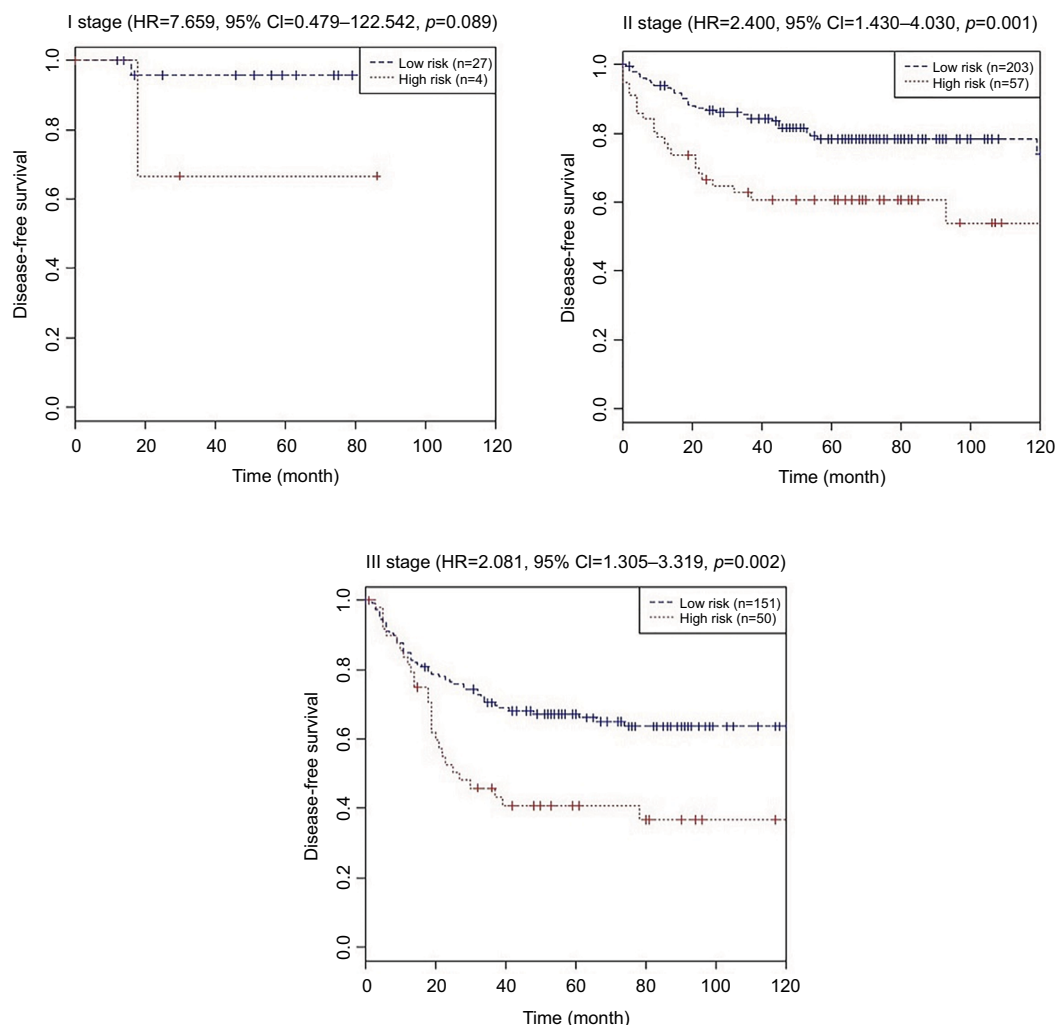 I stage (HR=7.659, 95% CI=0.479–122.542, p=0.089)
Low risk (n=27)
High risk (n=4)
1.0
0.8
0.6
0.4
0.2
0.0
Disease-free survival
0 20 40 60 80 100 120
Time (month)
II stage (HR=2.400, 95% CI=1.430–4.030, p=0.001)
Low risk (n=203)
High risk (n=57)
1.0
0.8
0.6
0.4
0.2
0.0
Disease-free survival
0 20 40 60 80 100 120
Time (month)
III stage (HR=2.081, 95% CI=1.305–3.319, p=0.002)
Low risk (n=151)
High risk (n=50)
1.0
0.8
0.6
0.4
0.2
0.0
Disease-free survival
0 20 40 60 80 100 120
Time (month)